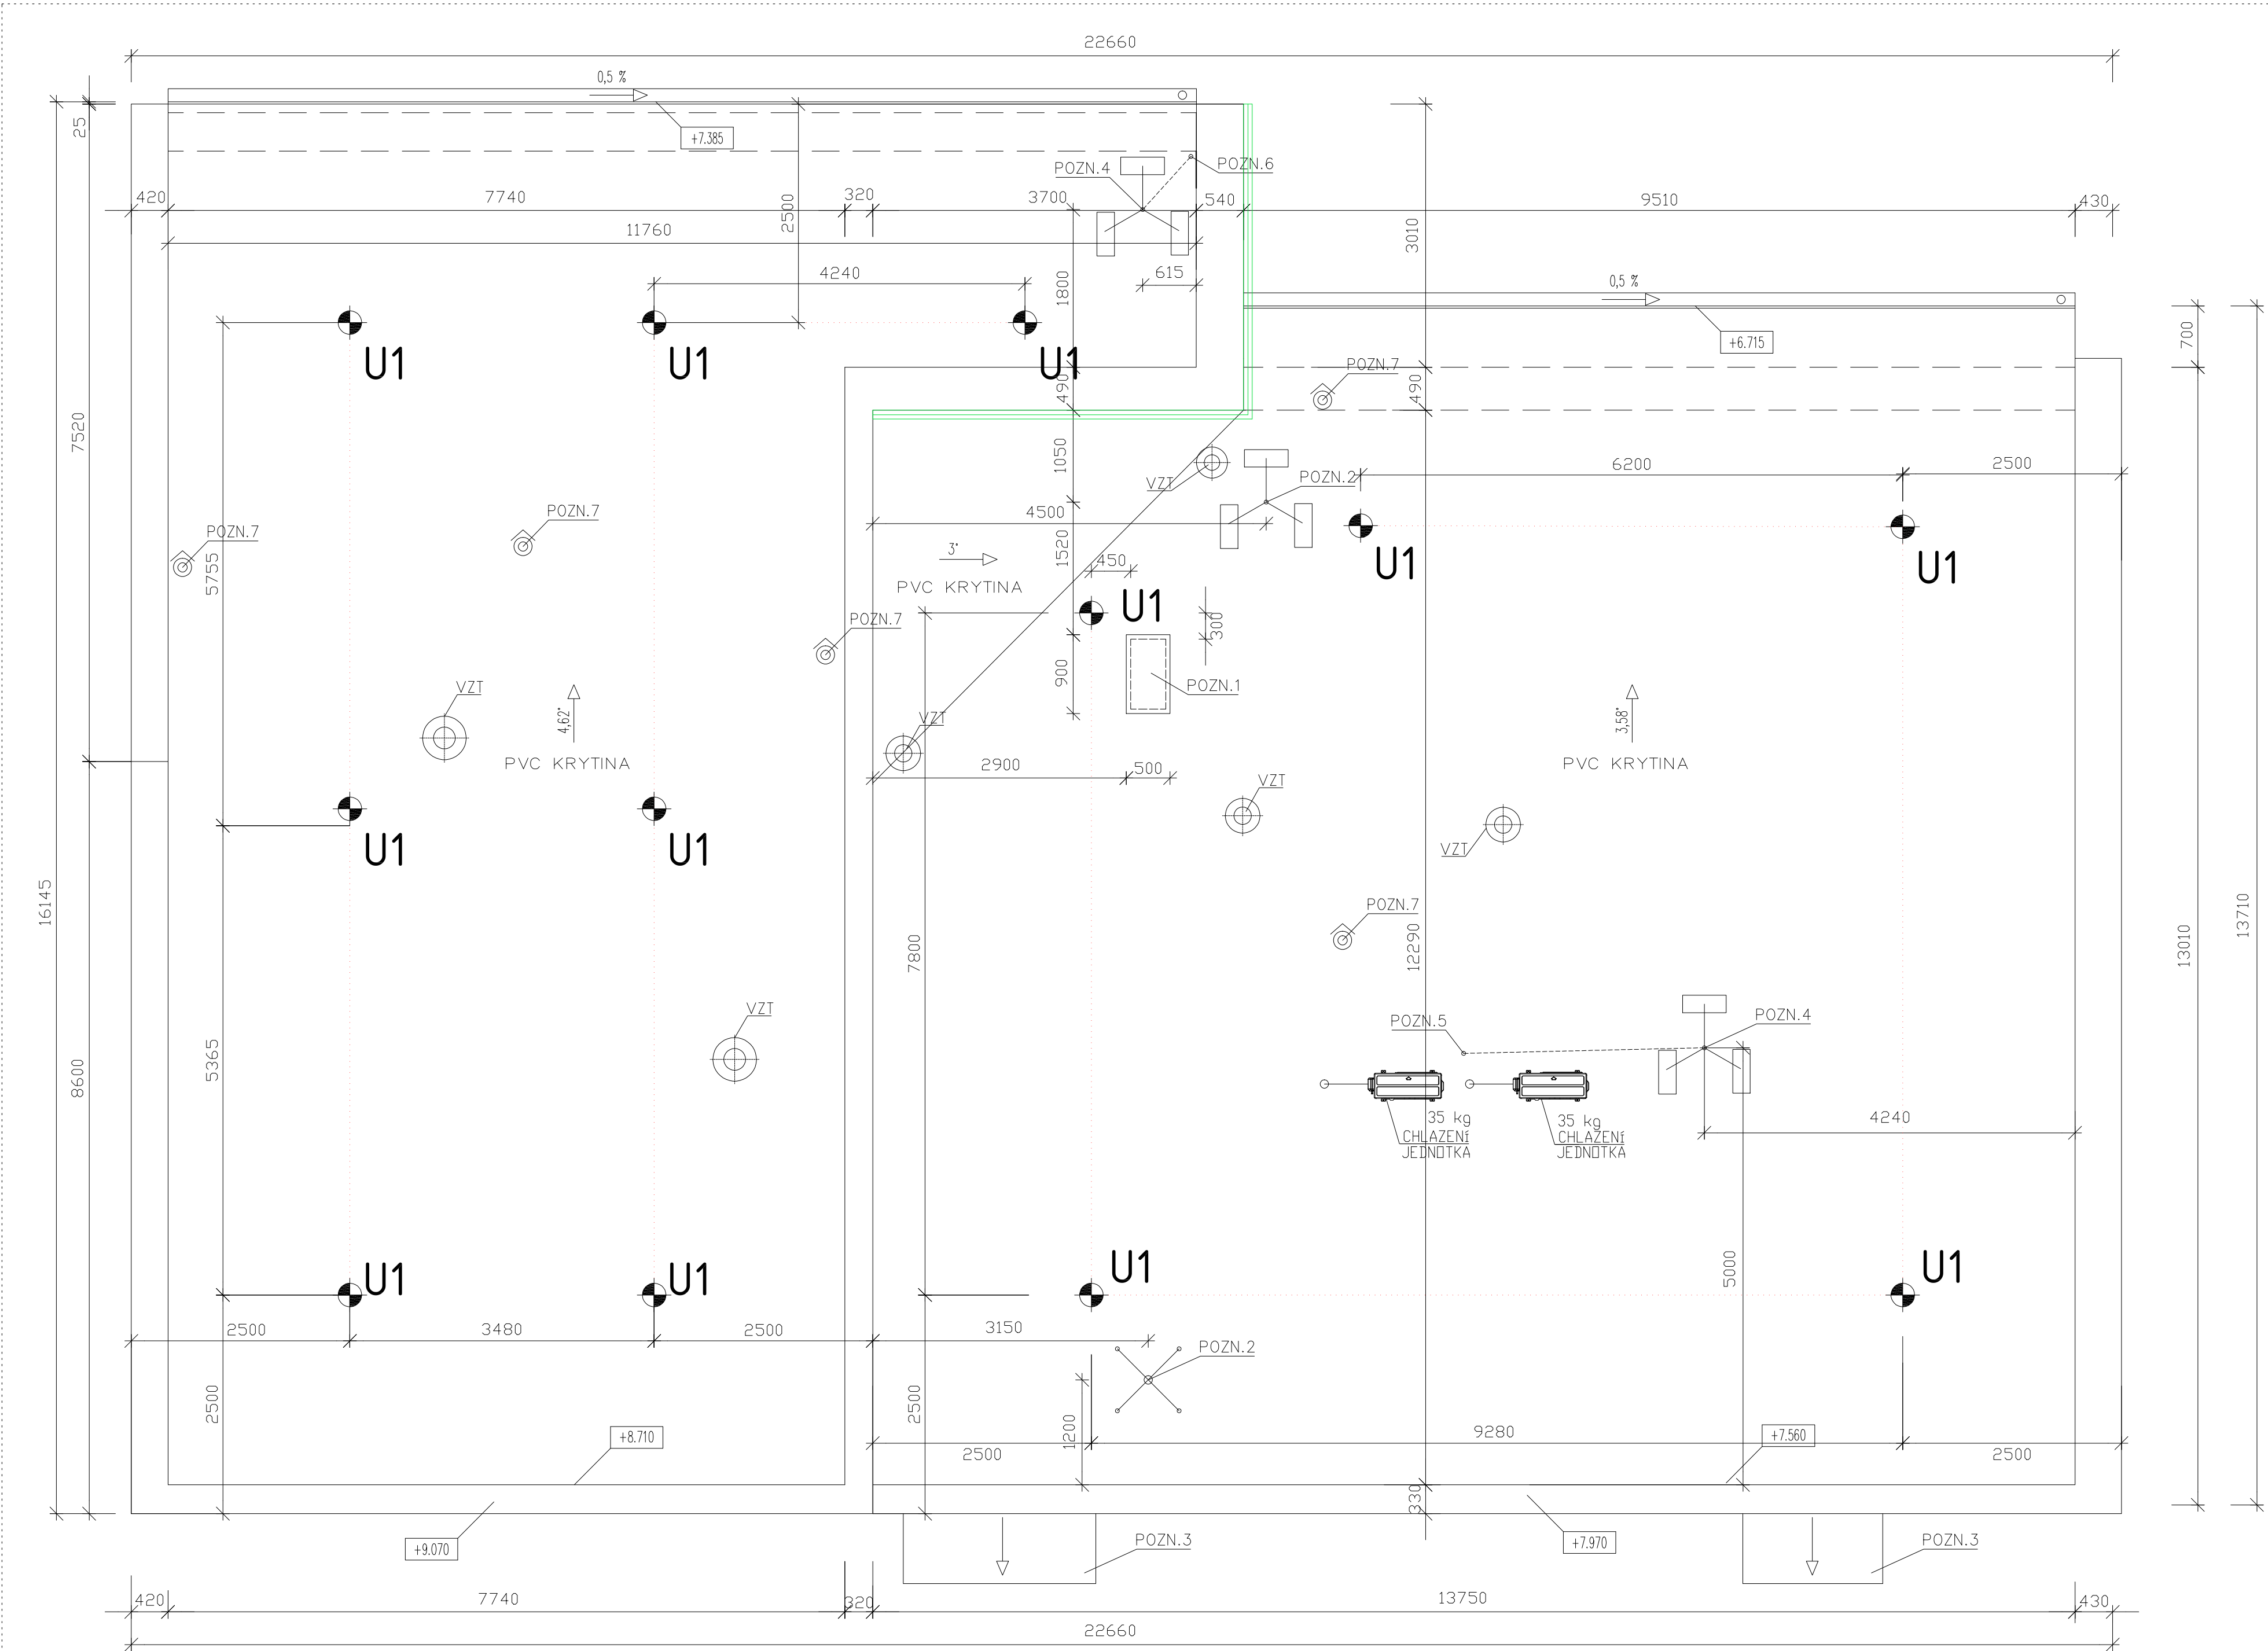 22660
0,5 %
25
+7.385
POZN.4
POZN.6
420
7740
320
3700
540
9510
430
2500
11760
3010
4240
615
1800
0,5 %
700
+6.715
U1
U1
U1
490
490
POZN.7
7520
1050
6200
2500
VZT
POZN.2
4500
POZN.7
POZN.7
5755
3°
1520
450
U1
U1
PVC KRYTINA
U1
300
POZN.7
900
POZN.1
VZT
VZT
4,62°
3,58°
PVC KRYTINA
PVC KRYTINA
2900
500
VZT
VZT
U1
U1
16145
7800
POZN.7
12290
13010
13710
VZT
POZN.5
POZN.4
5365
8600
35 kg
CHLAZENÍ
JEDNOTKA
35 kg
CHLAZENÍ
JEDNOTKA
4240
U1
U1
U1
U1
5000
2500
3480
2500
3150
POZN.2
2500
2500
1200
9280
2500
2500
+8.710
+7.560
330
+9.070
+7.970
POZN.3
POZN.3
420
7740
320
13750
430
22660